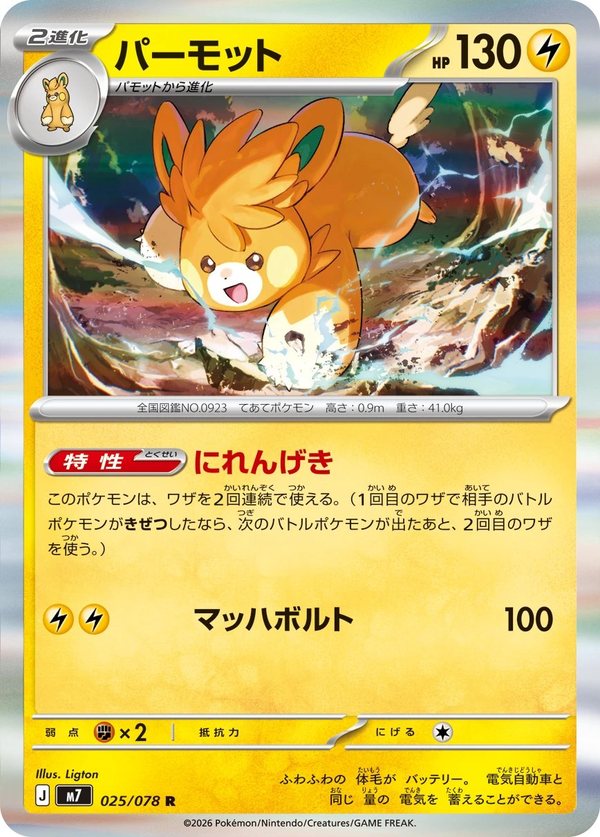 2進化
パーモット
HP 130
パモットから進化
全国図鑑NO.0923 てあてポケモン 高さ:0.9m 重さ:41.0kg
特性 とくせい にれんげき
このポケモンは、ワザを2回連続で使える。(1回目のワザで相手のバトル
ポケモンがきぜつしたなら、次のバトルポケモンが出たあと、2回目のワザ
を使う。)
マッハボルト 100
弱点 ×2 抵抗力 にげる
Illus. Ligton
J m7 025/078 R
ふわふわの 体毛が バッテリー。 電気自動車と
同じ 量の 電気を 蓄えることができる。
©2026 Pokémon/Nintendo/Creatures/GAME FREAK.